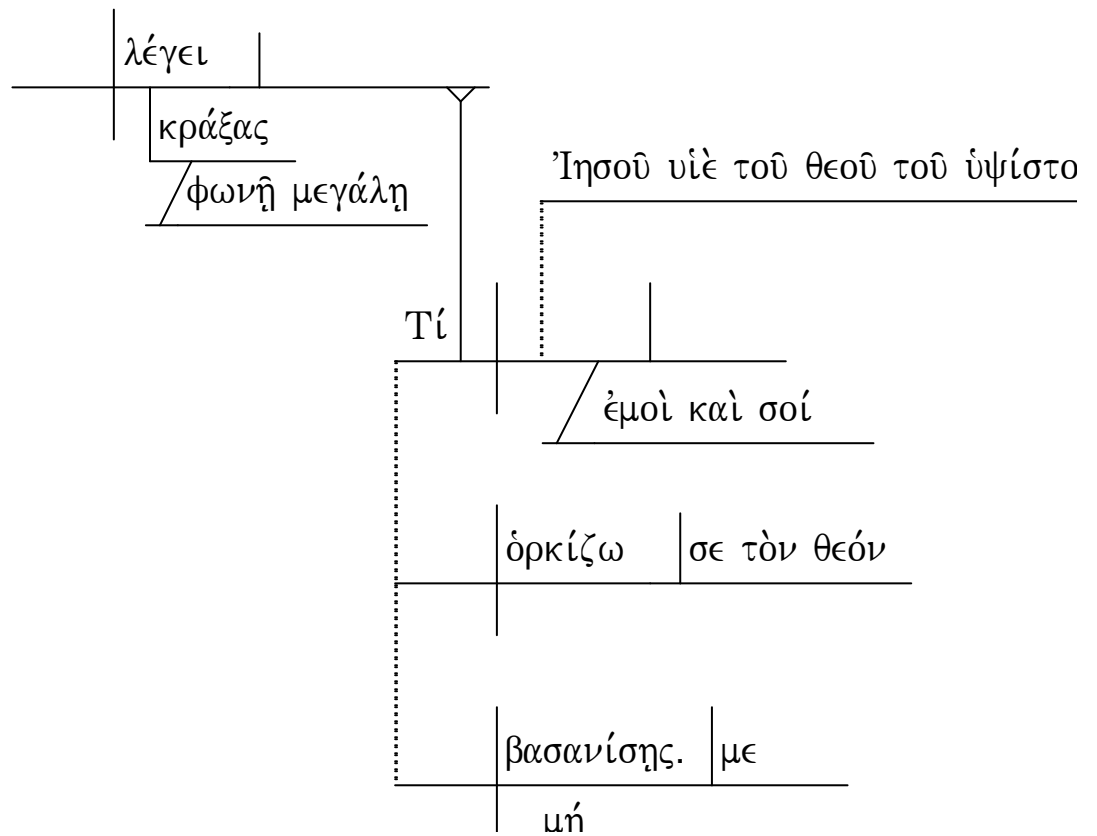 λέγει
κράξας
φωνῇ μεγάλῃ
Ἰησοῦ υἱὲ τοῦ θεοῦ τοῦ ὑψίστο
Τί
ἐμοὶ καὶ σοί
ὁρκίζω σε τὸν θεόν
βασανίσῃς. με
μή